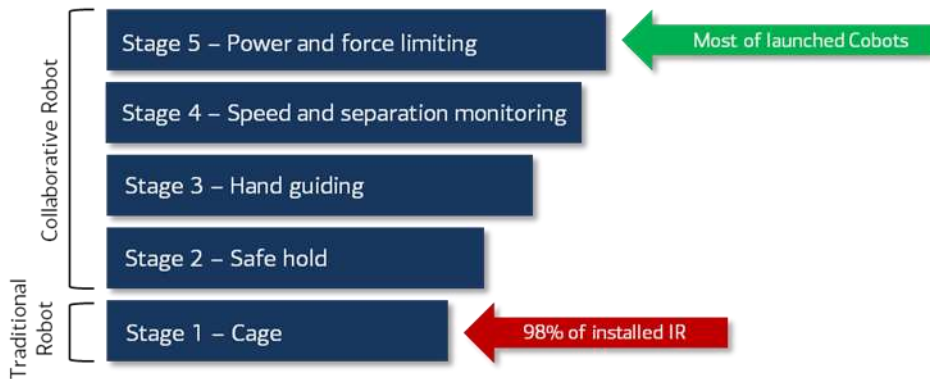 Collaborative Robot
Stage 5 – Power and force limiting
Most of launched Cobots
Stage 4 – Speed and separation monitoring
Stage 3 – Hand guiding
Stage 2 – Safe hold
Traditional
Robot
Stage 1 – Cage
98% of installed IR